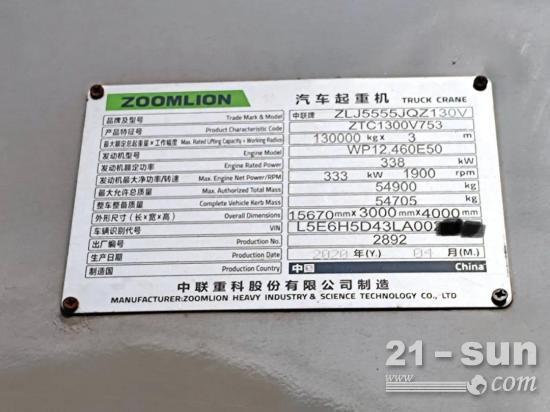 ZOOMLION 汽车起重机 TRUCK CRANE
品牌及型号 Trade Mark & Model 中联牌 ZLJ5555JQZ130V
产品特征号 Product Characteristic Code ZTC1300V753
最大额定总起重量×工作幅度 Max. Rated Lifting Capacity × Working Radius 130000 kg× 3 m
发动机型号 Engine Model WP12.460E50
发动机额定功率 Engine Rated Power 338 kW
发动机最大净功率/转速 Max. Engine Net Power/RPM 333 kW 1900 rpm
最大允许总质量 Max. Authorized Total Mass 54900 kg
整车整备质量 Complete Vehicle Kerb Mass 54705 kg
外形尺寸(长×宽×高) Overall Dimensions 15670mm×3000mm×4000mm
车辆识别代号 VIN L5E6H5D43LA00
出厂编号 Production No. 2892
生产日期 Production Date 2020 年(Y.) 04 月(M.)
制造国 Production Country 中国 China
中联重科股份有限公司制造
MANUFACTURER:ZOOMLION HEAVY INDUSTRY & SCIENCE TECHNOLOGY CO., LTD
21-sun
www.21-sun.com